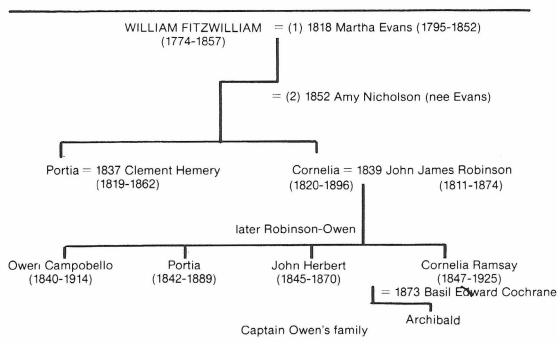 WILLIAM FITZWILLIAM = (1) 1818 Martha Evans (1795-1852)
(1774-1857)
= (2) 1852 Amy Nicholson (nee Evans)
Portia = 1837 Clement Hemery Cornelia = 1839 John James Robinson
(1819-1862) (1820-1896) (1811-1874)
later Robinson-Owen
Owen Campobello Portia John Herbert Cornelia Ramsay
(1840-1914) (1842-1889) (1845-1870) (1847-1925)
= 1873 Basil Edward Cochrane
Archibald
Captain Owen's family